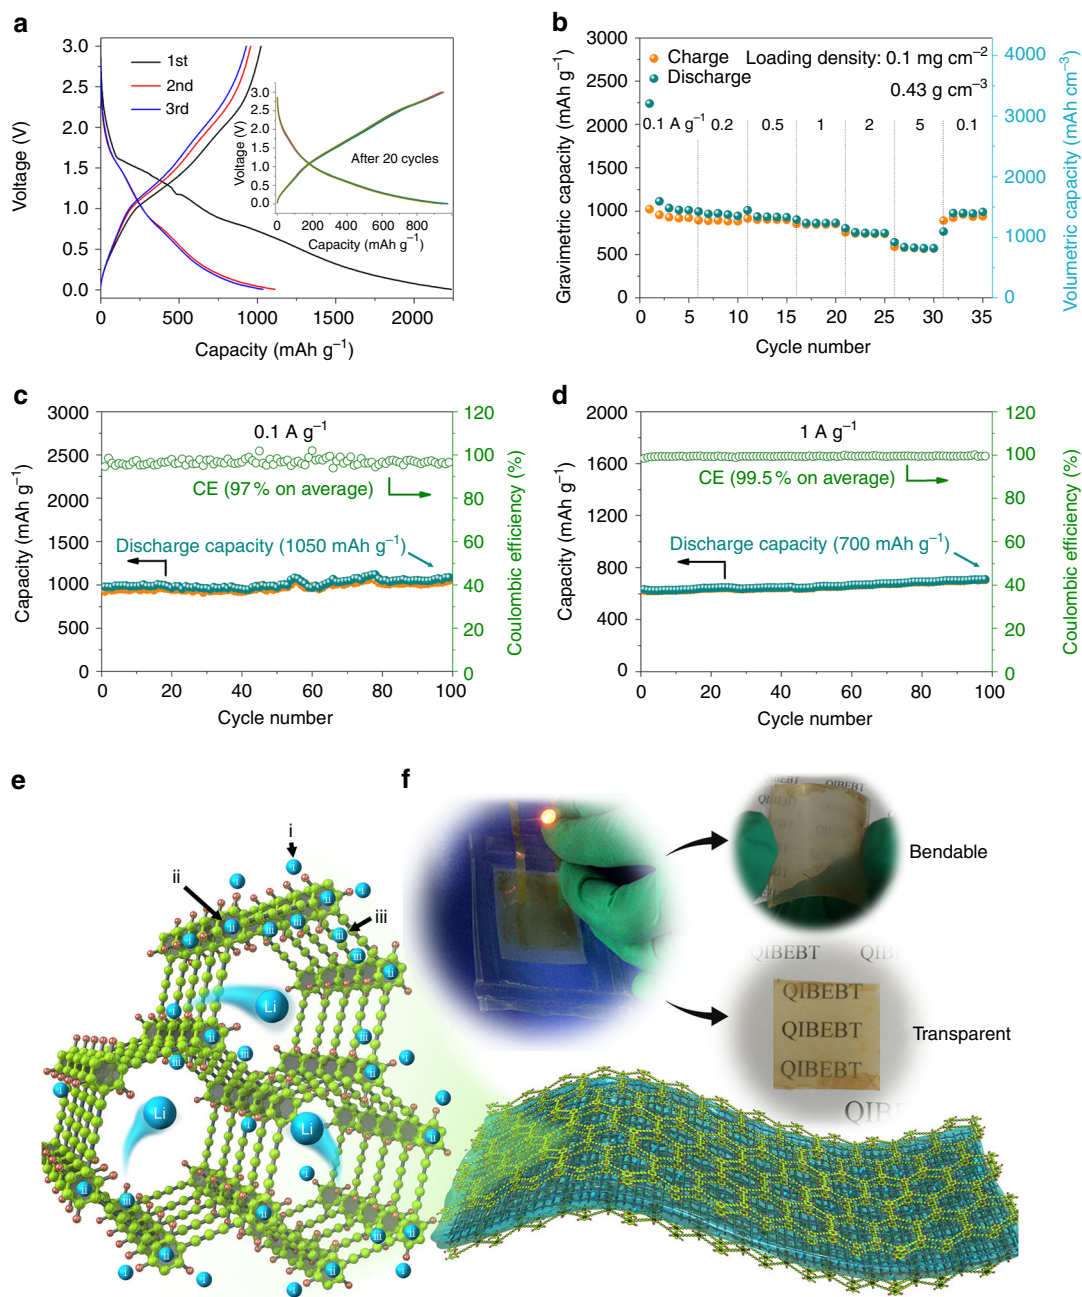 a
3.0
2.5
2.0
1.5
1.0
0.5
0.0
Voltage (V)
1st
2nd
3rd
3.0
2.5
2.0
1.5
1.0
0.5
0.0
Voltage (V)
After 20 cycles
0 200 400 600 800
Capacity (mAh g–1)
0 500 1000 1500 2000
Capacity (mAh g–1)
b
3000
2500
2000
1500
1000
500
0
Gravimetric capacity (mAh g–1)
Charge
Discharge
Loading density: 0.1 mg cm–2
0.43 g cm–3
0.1 A g–1 0.2 0.5 1 2 5 0.1
4000
3000
2000
1000
0
Volumetric capacity (mAh cm–3)
0 5 10 15 20 25 30 35
Cycle number
c
3000
2500
2000
1500
1000
500
0
Capacity (mAh g–1)
0.1 A g–1
CE (97 % on average)
Discharge capacity (1050 mAh g–1)
120
100
80
60
40
20
0
Coulombic efficiency (%)
0 20 40 60 80 100
Cycle number
d
2000
1600
1200
800
400
0
Capacity (mAh g–1)
1 A g–1
CE (99.5 % on average)
Discharge capacity (700 mAh g–1)
120
100
80
60
40
20
0
Coulombic efficiency (%)
0 20 40 60 80 100
Cycle number
e
i
ii
iii
Li
Li
Li
f
Bendable
QIBEBT
QIBEBT
QIBEBT
QIBEBT
QIBEBT
Transparent